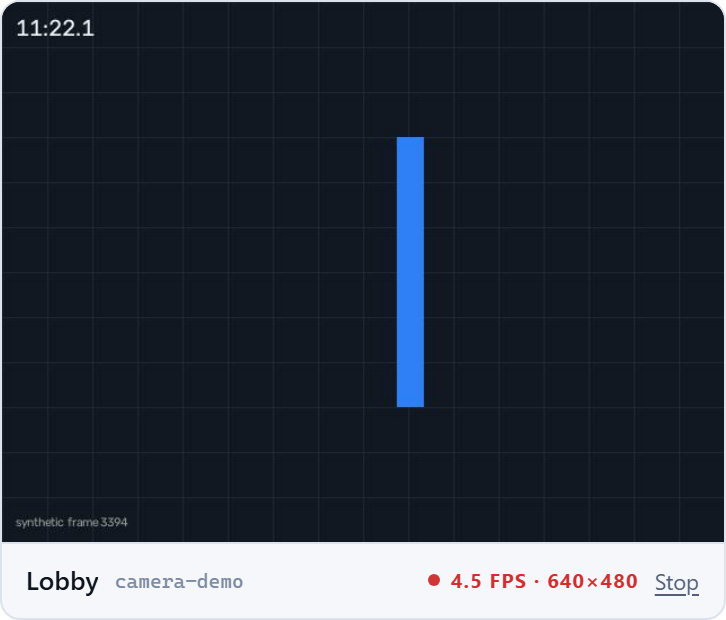 11:22.1
synthetic frame 3394
Lobby camera-demo 4.5 FPS · 640×480 Stop